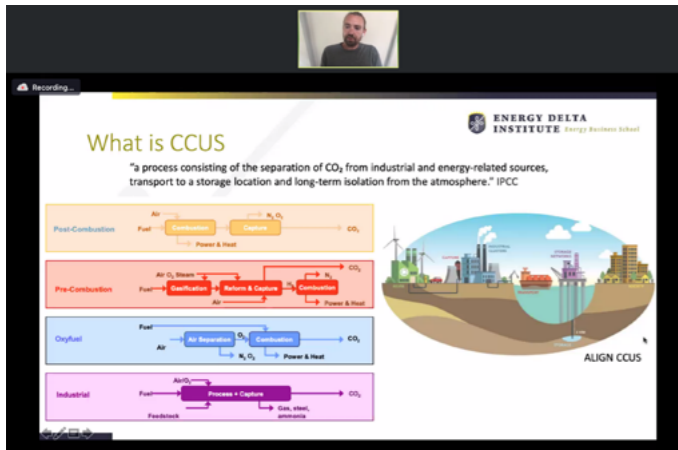 Recording...
ENERGY DELTA
INSTITUTE Energy Business School
What is CCUS
"a process consisting of the separation of CO₂ from industrial and energy-related sources,
transport to a storage location and long-term isolation from the atmosphere." IPCC
Post-Combustion
Air
Fuel
Combustion
Power & Heat
Capture
N₂ O₂
CO₂
Pre-Combustion
Air O₂ Steam
Fuel
Gasification
Reform & Capture
Air
H₂
Combustion
N₂
CO₂
Power & Heat
Oxyfuel
Fuel
Air
Air Separation
O₂
Combustion
N₂ O₂
Power & Heat
CO₂
Industrial
Air/O₂
Fuel
Feedstock
Process + Capture
CO₂
Gas, steel,
ammonia
CAPTURE
INDUSTRIAL
CLUSTER
ALIGN CCUS